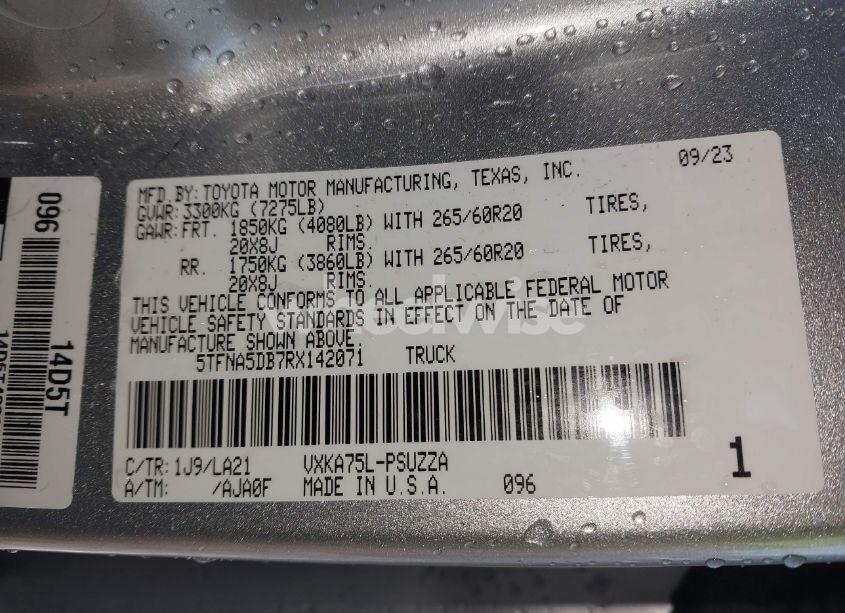 MFD. BY: TOYOTA MOTOR MANUFACTURING, TEXAS, INC. 09/23
GVWR: 3300KG (7275LB)
GAWR: FRT. 1850KG (4080LB) WITH 265/60R20 TIRES,
20X8J RIMS.
RR. 1750KG (3860LB) WITH 265/60R20 TIRES,
20X8J RIMS.
THIS VEHICLE CONFORMS TO ALL APPLICABLE FEDERAL MOTOR
VEHICLE SAFETY STANDARDS IN EFFECT ON THE DATE OF
MANUFACTURE SHOWN ABOVE.
5TFNA5DB7RX142071 TRUCK
C/TR: 1J9/LA21 VXKA75L-PSUZZA
A/TM: /AJA0F MADE IN U.S.A. 096
1
096
14D5T